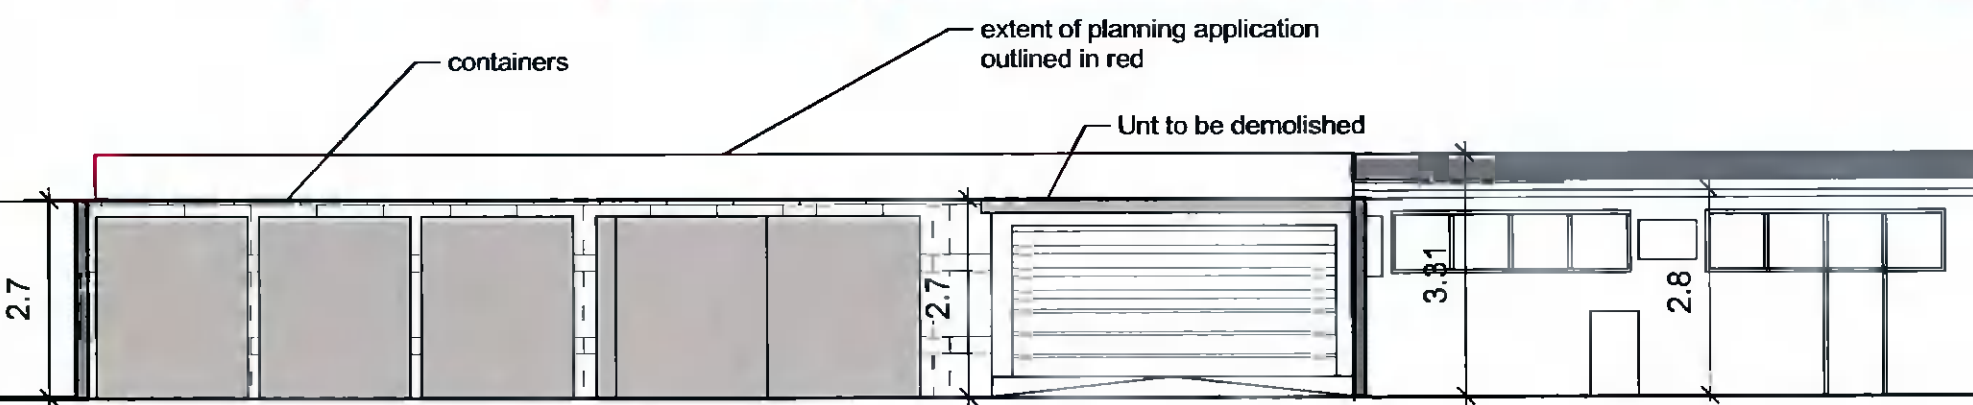 extent of planning application
outlined in red
containers
Unt to be demolished
2.7
2.7
3.81
2.8